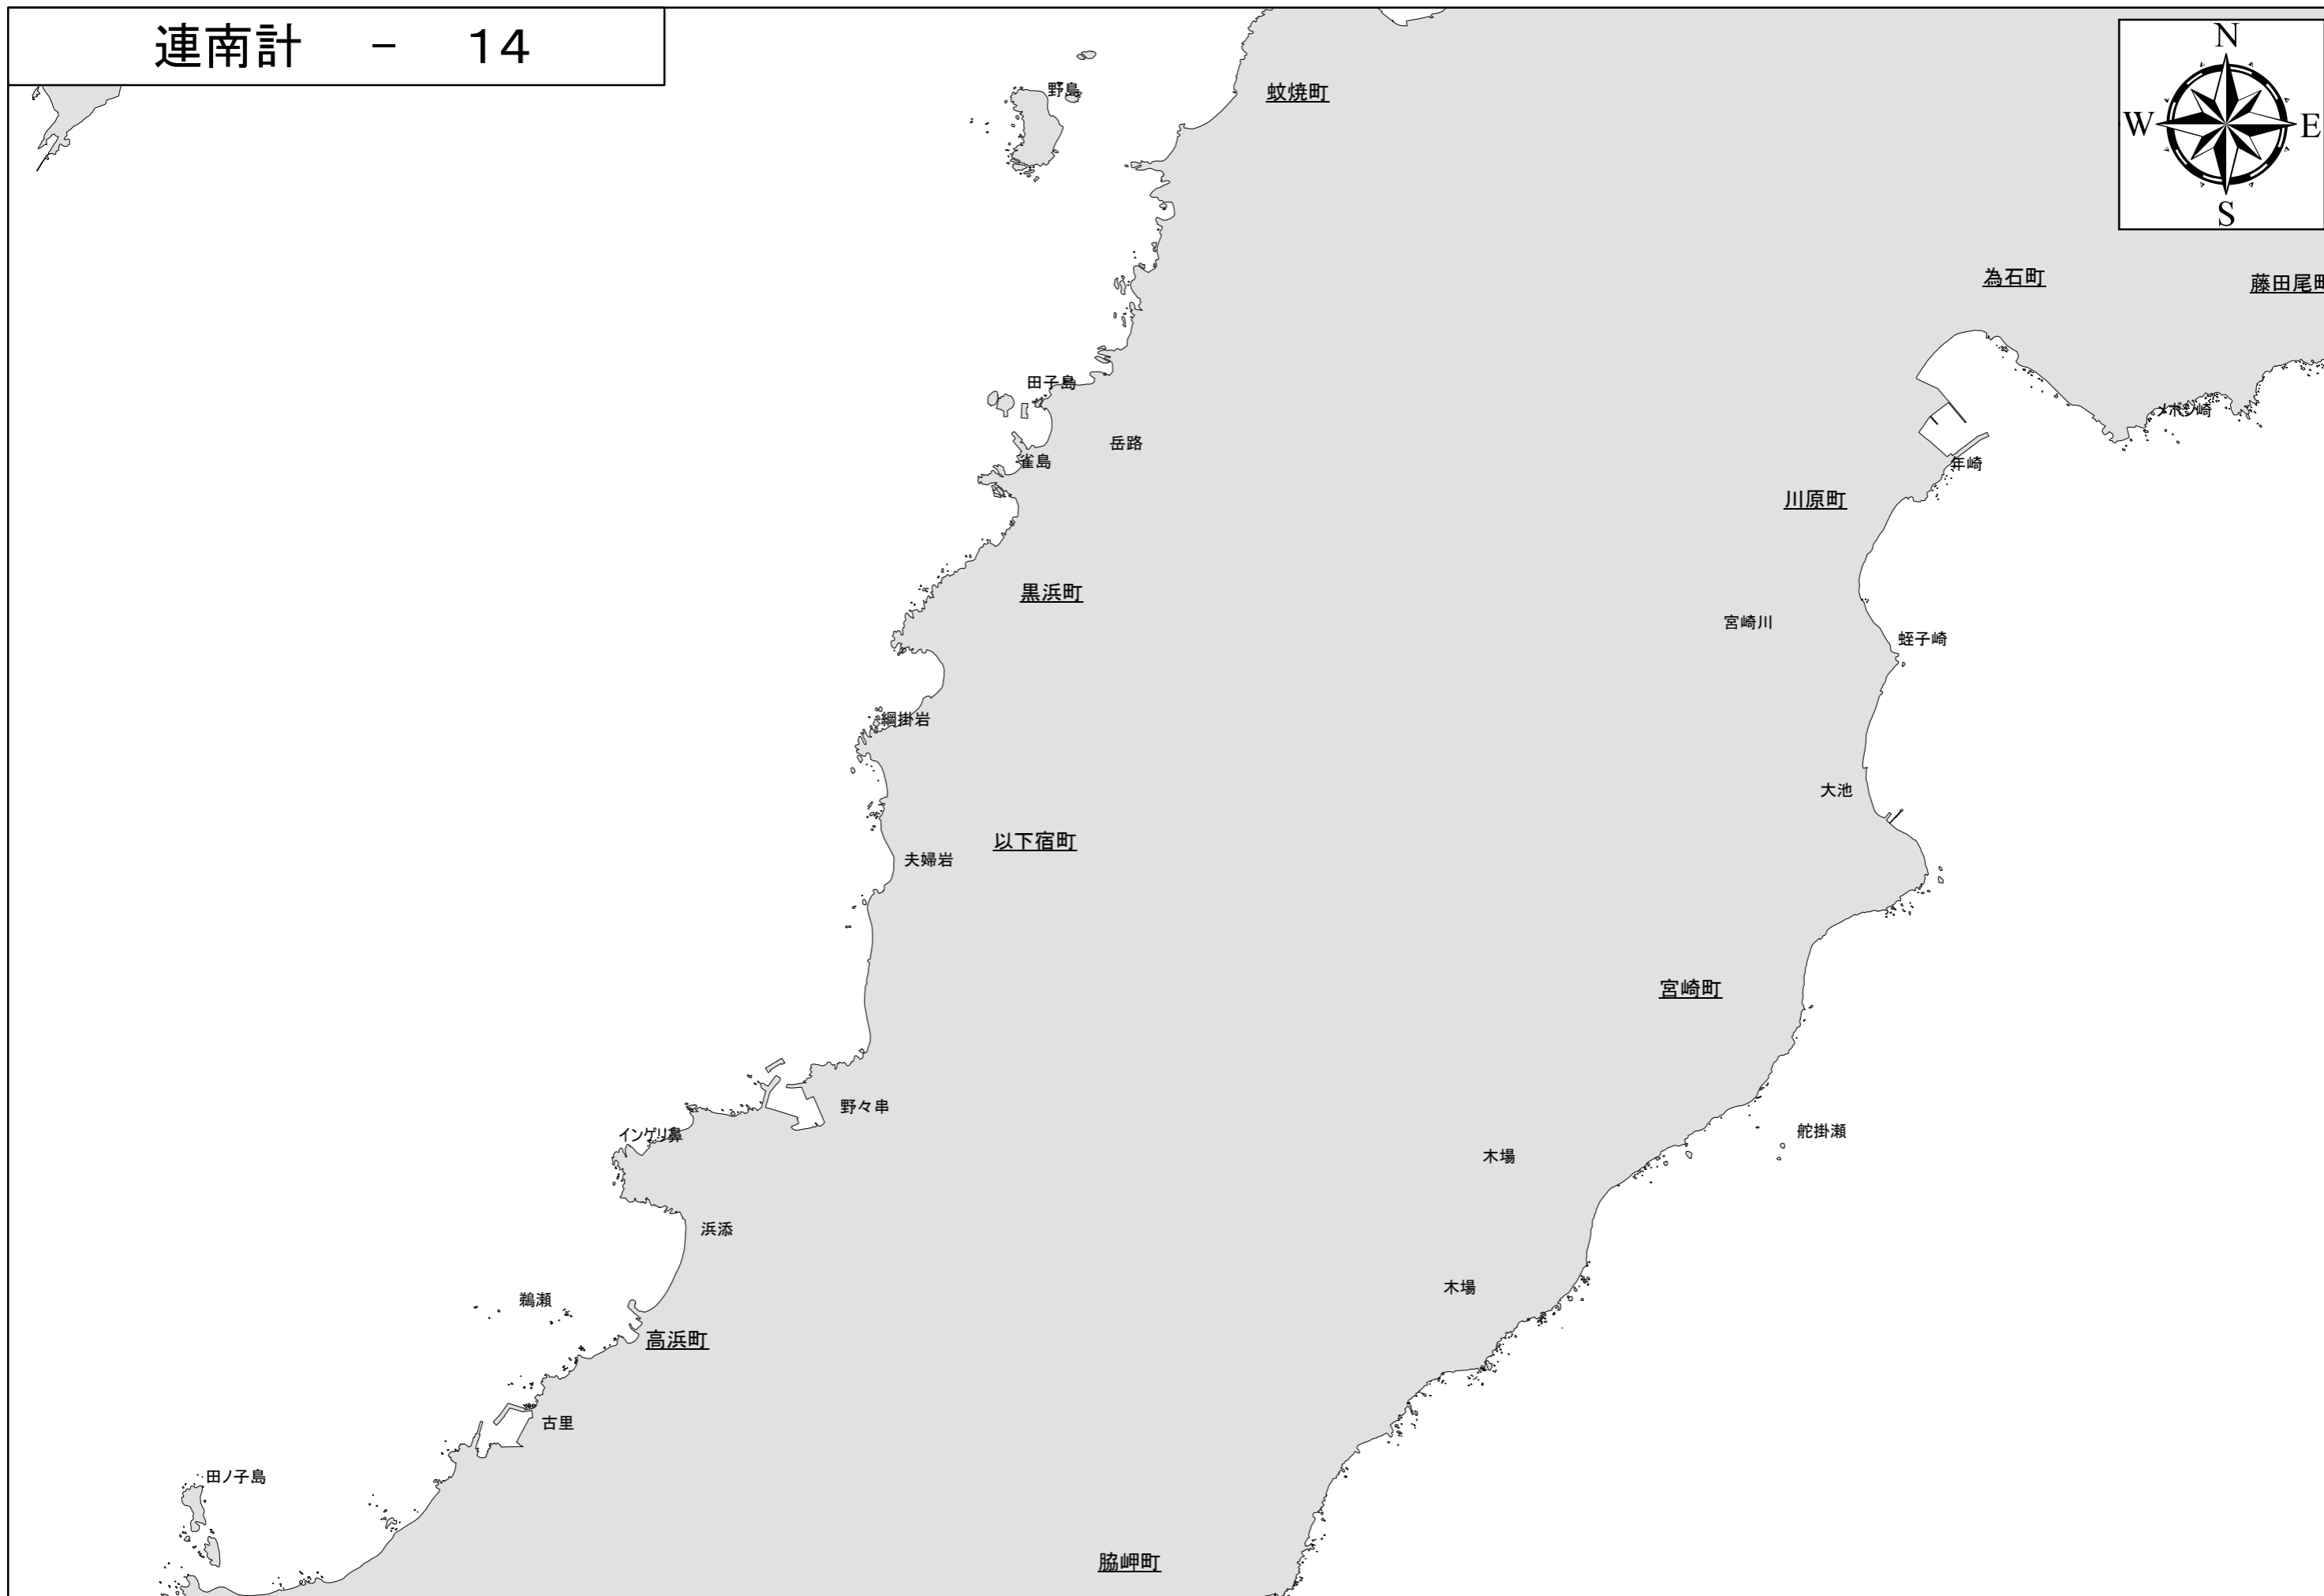 連南計　－　14
N
野島
蚊焼町
W
E
S
為石町
藤田尾
田子島
メボシ崎
岳路
雀島
年崎
川原町
黒浜町
宮崎川
蛭子崎
綱掛岩
大池
以下宿町
夫婦岩
宮崎町
野々串
インゲリ鼻
舵掛瀬
木場
浜添
木場
鵜瀬
高浜町
古里
田ノ子島
脇岬町